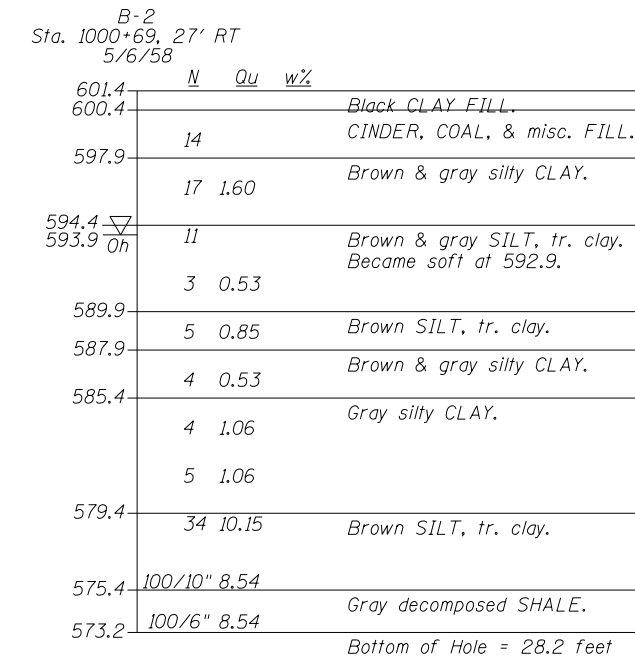 B-2
Sta. 1000+69, 27' RT
5/6/58
N Qu w%
601.4
600.4 Black CLAY FILL.
14 CINDER, COAL, & misc. FILL.
597.9
17 1.60 Brown & gray silty CLAY.
594.4
593.9 0h 11 Brown & gray SILT, tr. clay.
Became soft at 592.9.
3 0.53
589.9
5 0.85 Brown SILT, tr. clay.
587.9
4 0.53 Brown & gray silty CLAY.
585.4
4 1.06 Gray silty CLAY.
5 1.06
579.4
34 10.15 Brown SILT, tr. clay.
575.4 100/10" 8.54
Gray decomposed SHALE.
573.2 100/6" 8.54
Bottom of Hole = 28.2 feet